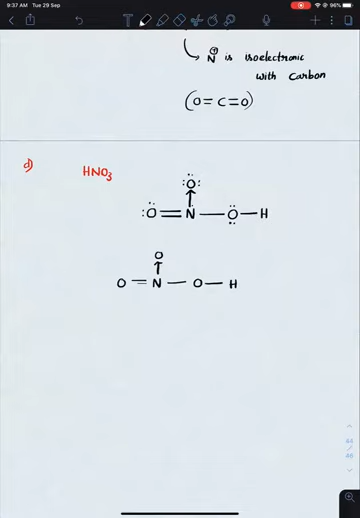 9:37 AM Tue 29 Sep
96%
N⊕ is isoelectronic
with Carbon
(O=C=O)
d)
HNO₃
:Ö:
:Ö=N—Ö—H
O
O=N—O—H
44
/
46